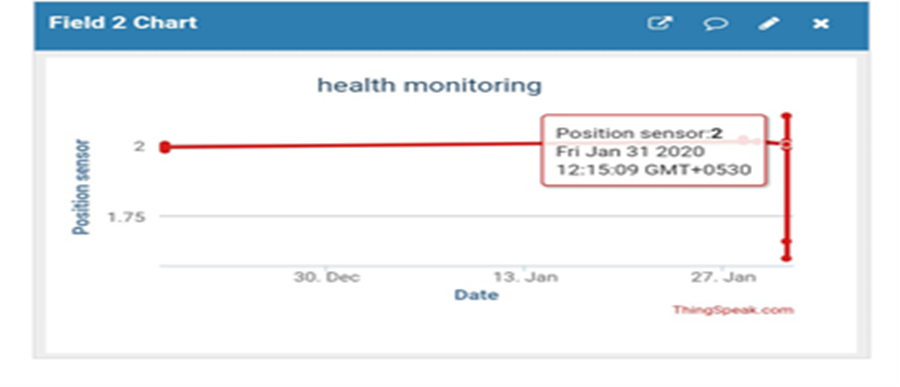 Field 2 Chart
health monitoring
Position sensor:2
Fri Jan 31 2020
12:15:09 GMT+0530
Position sensor
2
1.75
30. Dec
13. Jan
27. Jan
Date
ThingSpeak.com